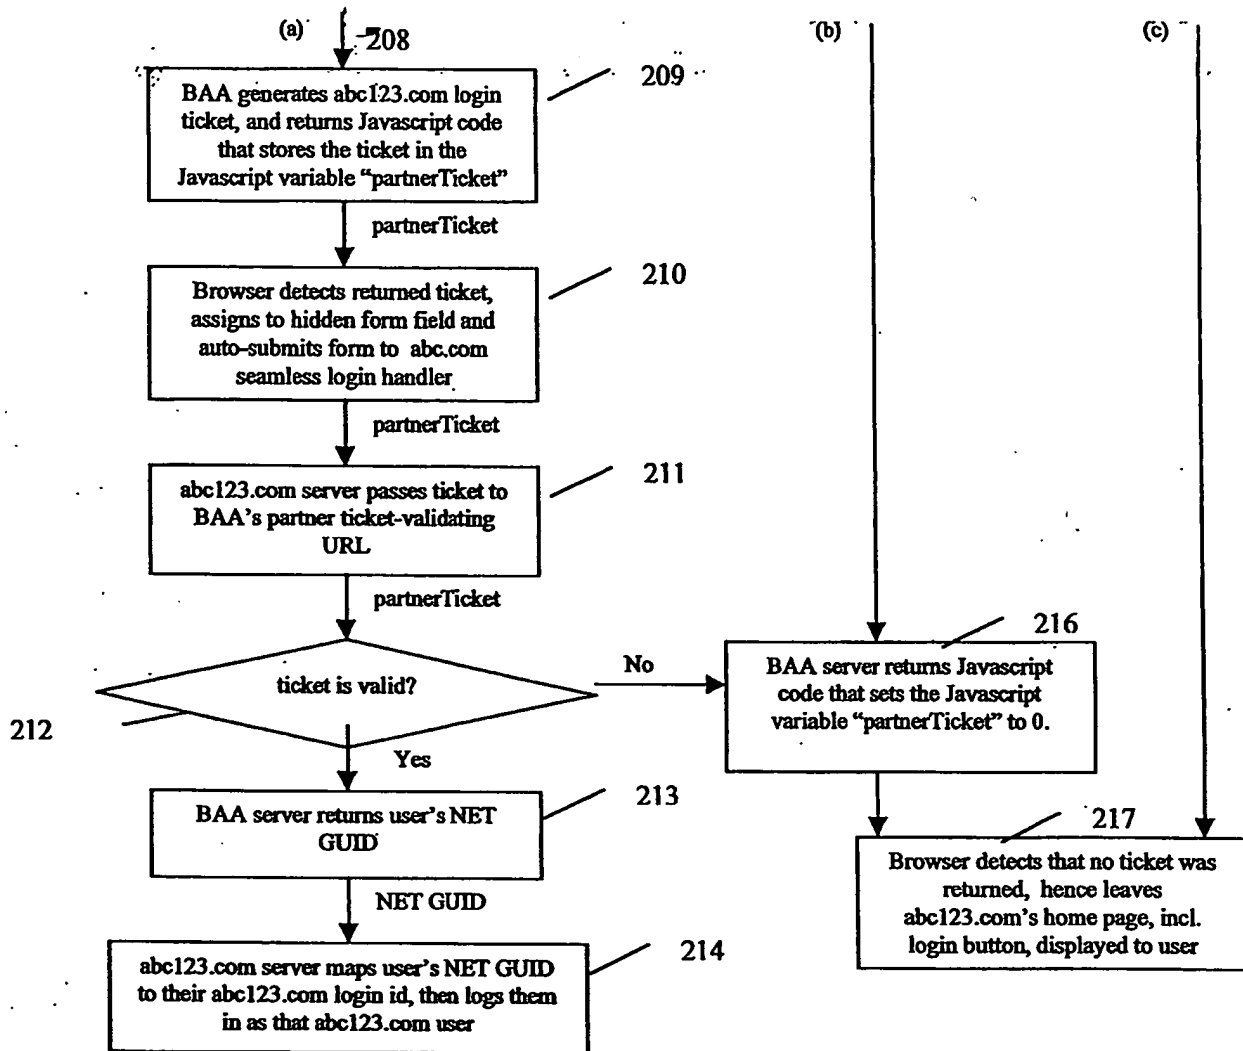 (a)
208
(b)
(c)
209
BAA generates abc123.com login
ticket, and returns Javascript code
that stores the ticket in the
Javascript variable “partnerTicket”
partnerTicket
210
Browser detects returned ticket,
assigns to hidden form field and
auto-submits form to abc.com
seamless login handler
partnerTicket
211
abc123.com server passes ticket to
BAA’s partner ticket-validating
URL
partnerTicket
ticket is valid?
212
No
Yes
216
BAA server returns Javascript
code that sets the Javascript
variable “partnerTicket” to 0.
213
BAA server returns user’s NET
GUID
NET GUID
217
Browser detects that no ticket was
returned, hence leaves
abc123.com’s home page, incl.
login button, displayed to user
214
abc123.com server maps user’s NET GUID
to their abc123.com login id, then logs them
in as that abc123.com user